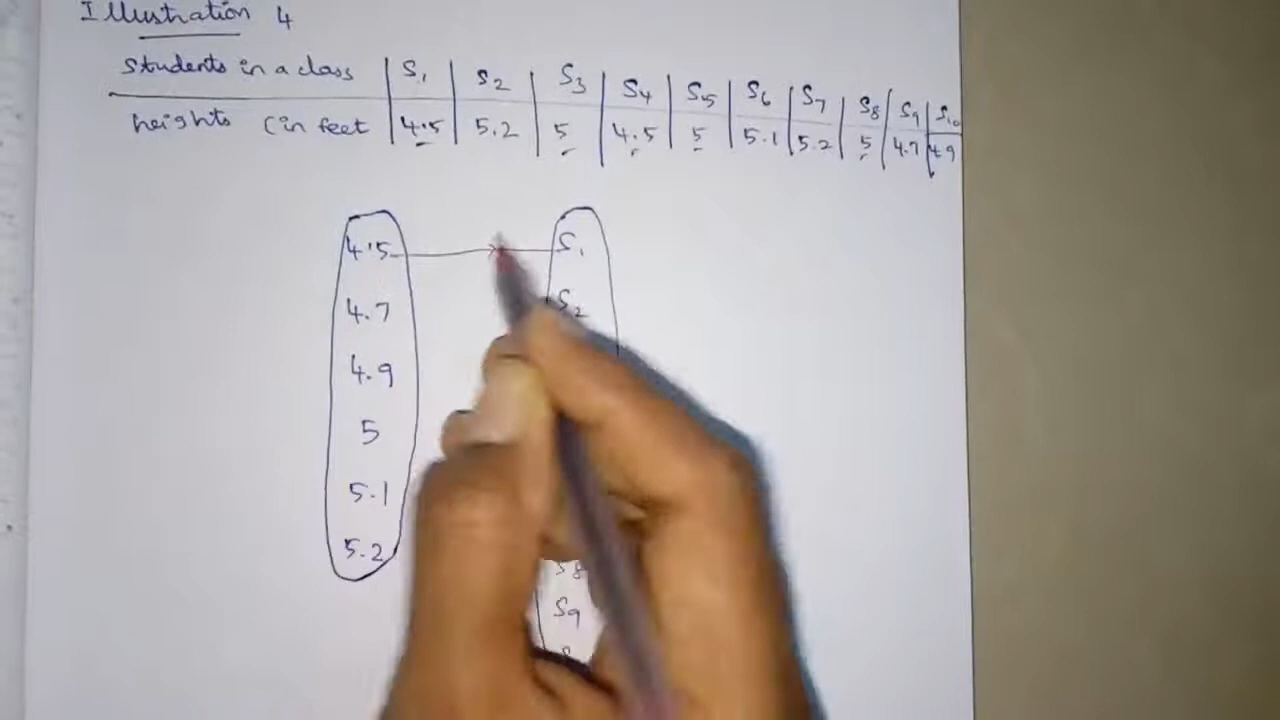 Illustration 4
Students in a class S1 S2 S3 S4 S5 S6 S7 S8 S9 S10
heights (in feet 4.5 5.2 5 4.5 5 5.1 5.2 5 4.7 4.9
4.5 S1
4.7 S2
4.9
5
5.1
5.2 S8
S9